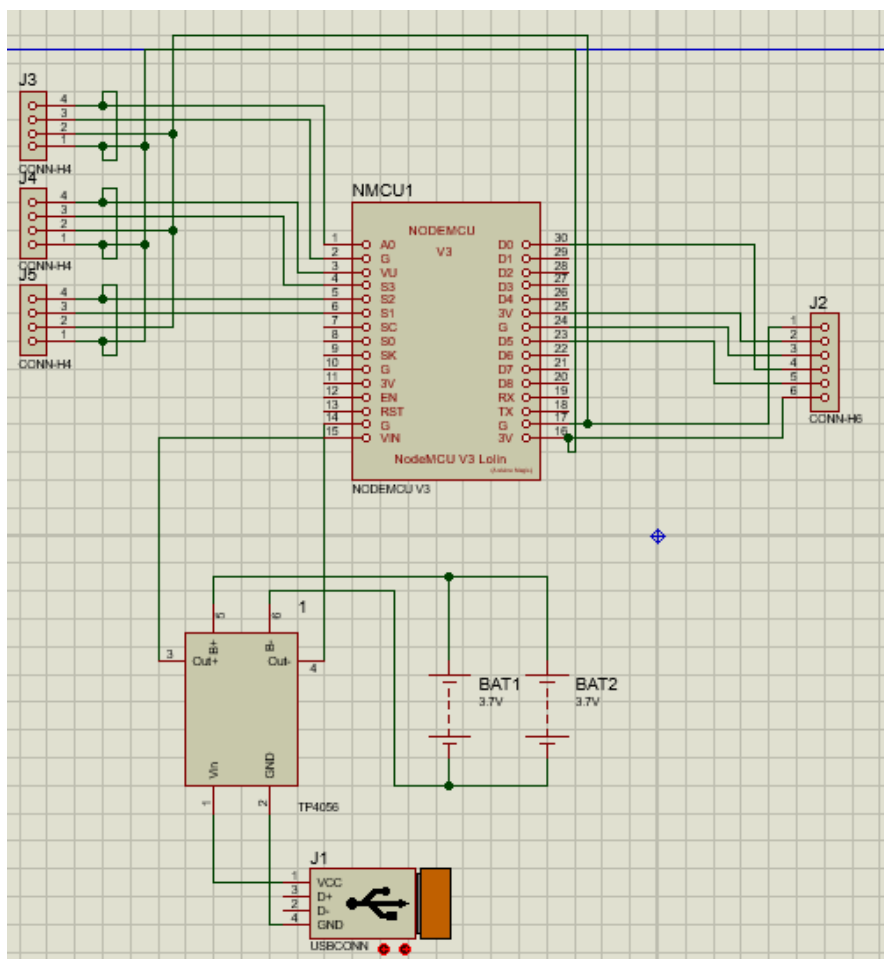 J3
4
3
2
1
CONN-H4
J4
4
3
2
1
CONN-H4
J5
4
3
2
1
CONN-H4
NMCU1
NODEMCU
V3
1 A0 D0 30
2 G D1 29
3 VU D2 28
4 S3 D3 27
5 S2 D4 26
6 S1 3V 25
7 SC G 24
8 S0 D5 23
9 SK D6 22
10 G D7 21
11 3V D8 20
12 EN RX 19
13 RST TX 18
14 G G 17
15 VIN 3V 16
NodeMCU V3 Lolin
NODEMCU V3
J2
1
2
3
4
5
6
CONN-H6
5 6 1
B+ B-
3 Out+ Out- 4
Vin GND
1 2
TP4056
BAT1
3.7V
BAT2
3.7V
J1
1 VCC
3 D+
2 D-
4 GND
USBCONN